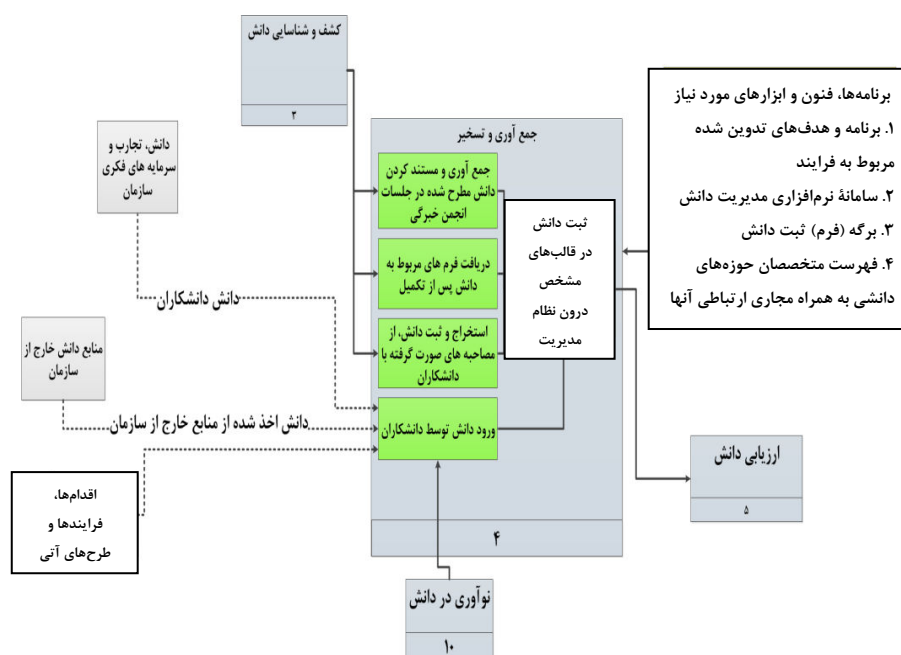 کشف و شناسایی دانش
۳
برنامه‌ها، فنون و ابزارهای مورد نیاز
۱. برنامه و هدف‌های تدوین شده
مربوط به فرایند
۲. سامانهٔ نرم‌افزاری مدیریت دانش
۳. برگه (فرم) ثبت دانش
۴. فهرست متخصصان حوزه‌های
دانشی به همراه مجاری ارتباطی آنها
جمع آوری و تسخیر
دانش، تجارب و
سرمایه های فکری
سازمان
جمع آوری و مستند کردن
دانش مطرح شده در جلسات
انجمن خبرگی
ثبت دانش
در قالب‌های
مشخص
درون نظام
مدیریت
دریافت فرم های مربوط به
دانش پس از تکمیل
دانش دانشکاران
استخراج و ثبت دانش، از
مصاحبه های صورت گرفته با
دانشکاران
منابع دانش خارج از
سازمان
دانش اخذ شده از منابع خارج از سازمان
ورود دانش توسط دانشکاران
ارزیابی دانش
۵
اقدام‌ها،
فرایندها و
طرح‌های آتی
۴
نوآوری در دانش
۱۰